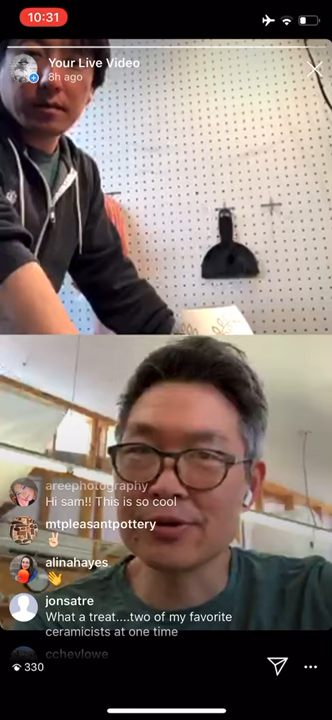 10:31
Your Live Video
8h ago
areephotography
Hi sam!! This is so cool
mtpleasantpottery
alinahayes
jonsatre
What a treat....two of my favorite
ceramicists at one time
cchevlowe
330